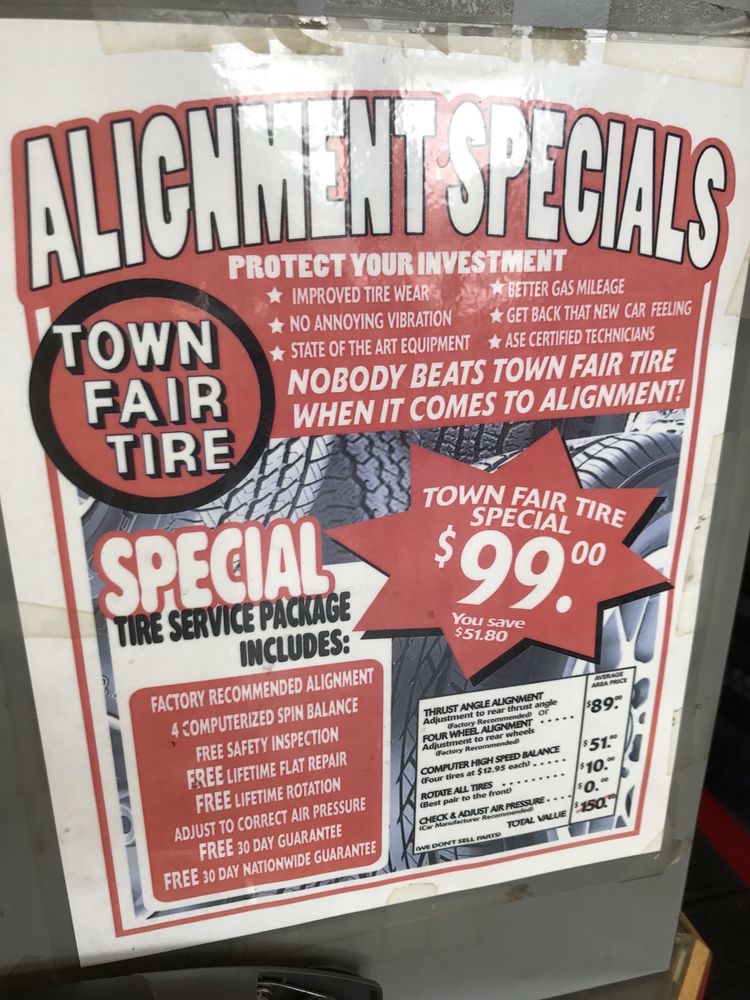 ALIGNMENT SPECIALS
PROTECT YOUR INVESTMENT
★ IMPROVED TIRE WEAR
★ NO ANNOYING VIBRATION
★ STATE OF THE ART EQUIPMENT
★ BETTER GAS MILEAGE
★ GET BACK THAT NEW CAR FEELING
★ ASE CERTIFIED TECHNICIANS
NOBODY BEATS TOWN FAIR TIRE
WHEN IT COMES TO ALIGNMENT!
TOWN
FAIR
TIRE
TOWN FAIR TIRE
SPECIAL
$99.00
You save
$51.80
SPECIAL
TIRE SERVICE PACKAGE
INCLUDES:
FACTORY RECOMMENDED ALIGNMENT
4 COMPUTERIZED SPIN BALANCE
FREE SAFETY INSPECTION
FREE LIFETIME FLAT REPAIR
FREE LIFETIME ROTATION
ADJUST TO CORRECT AIR PRESSURE
FREE 30 DAY GUARANTEE
FREE 30 DAY NATIONWIDE GUARANTEE
AVERAGE
AREA PRICE
THRUST ANGLE ALIGNMENT
Adjustment to rear thrust angle
(Factory Recommended) or
FOUR WHEEL ALIGNMENT . . . . . $89.
Adjustment to rear wheels
(Factory Recommended)
COMPUTER HIGH SPEED BALANCE $51.
(Four tires at $12.95 each) . . . .
ROTATE ALL TIRES . . . . . . . . $10.
(Best pair to the front)
CHECK & ADJUST AIR PRESSURE . . . . $0.
(Car Manufacturer Recommended)
TOTAL VALUE $150.
(WE DON'T SELL PARTS)